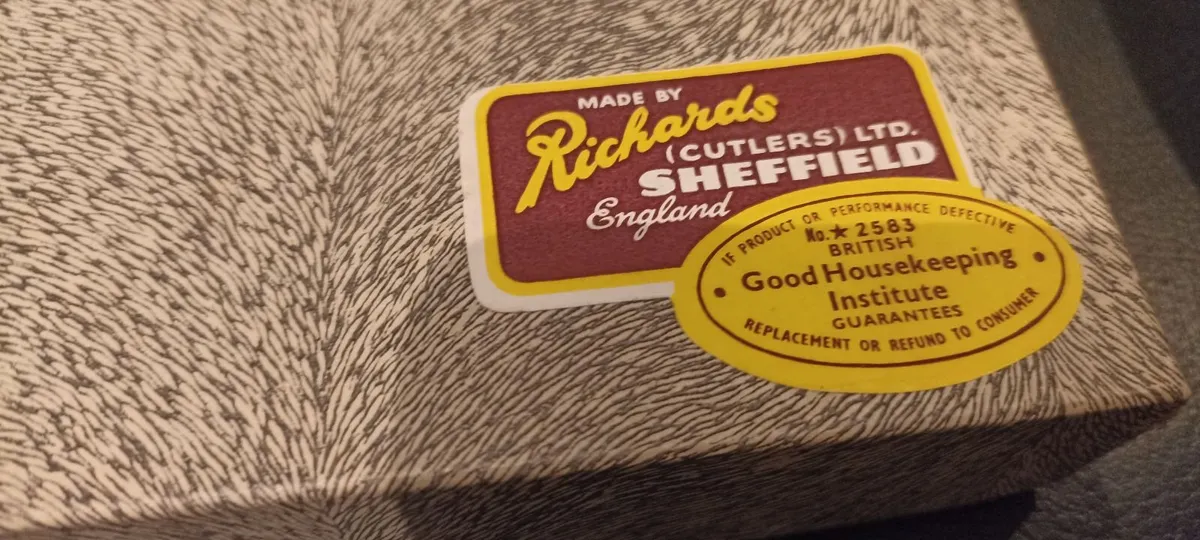 MADE BY
Richards
(CUTLERS) LTD.
SHEFFIELD
England
IF PRODUCT OR PERFORMANCE DEFECTIVE
No.★2583
BRITISH
Good Housekeeping
Institute
GUARANTEES
REPLACEMENT OR REFUND TO CONSUMER